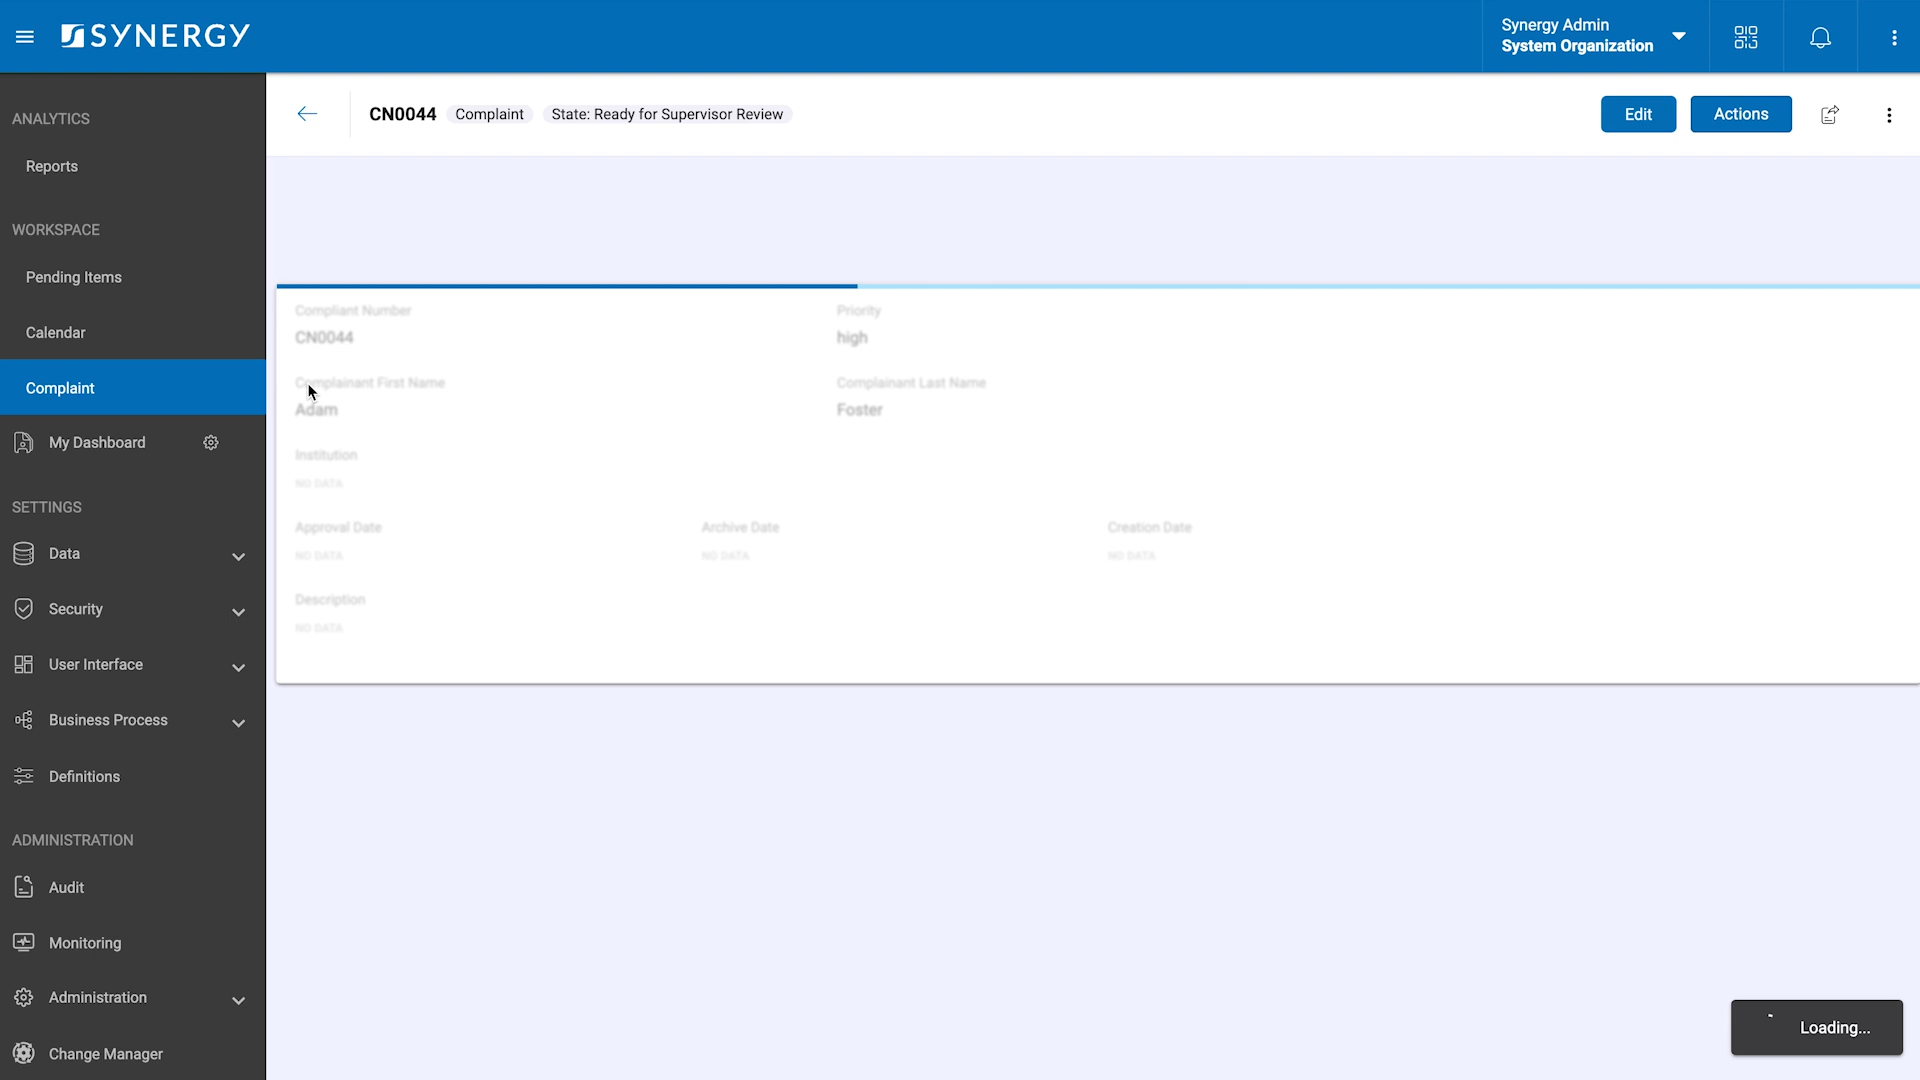 SYNERGY
Synergy Admin
System Organization
ANALYTICS
Reports
WORKSPACE
Pending Items
Calendar
Complaint
My Dashboard
SETTINGS
Data
Security
User Interface
Business Process
Definitions
ADMINISTRATION
Audit
Monitoring
Administration
Change Manager
CN0044 Complaint State: Ready for Supervisor Review
Edit Actions
Compliant Number Priority
CN0044 high
Complainant First Name Complainant Last Name
Adam Foster
Institution
NO DATA
Approval Date Archive Date Creation Date
NO DATA NO DATA NO DATA
Description
NO DATA
Loading...